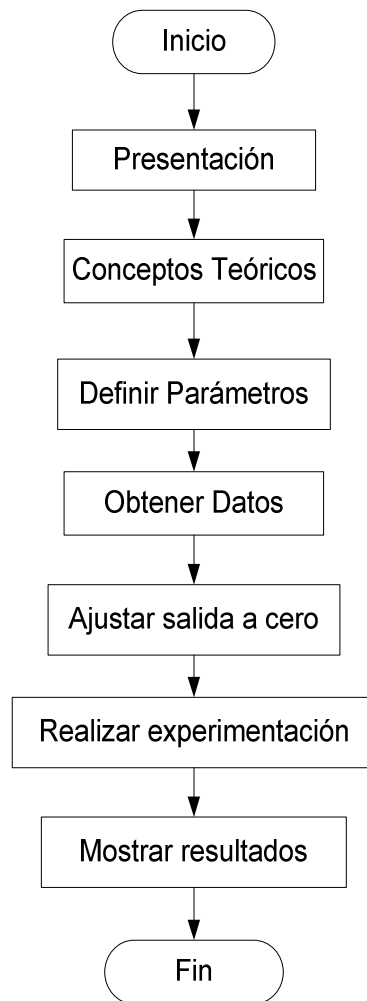 Inicio
Presentación
Conceptos Teóricos
Definir Parámetros
Obtener Datos
Ajustar salida a cero
Realizar experimentación
Mostrar resultados
Fin